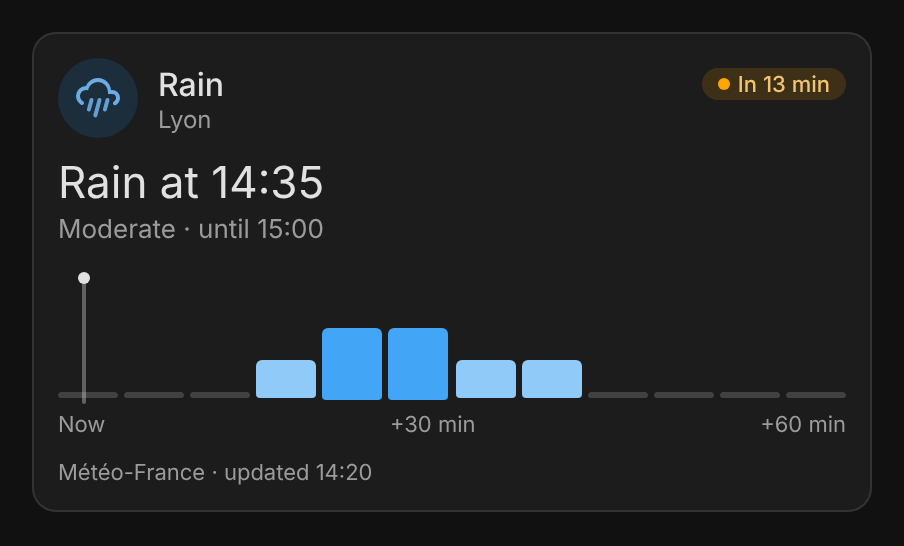 Rain
Lyon
In 13 min
Rain at 14:35
Moderate · until 15:00
Now
+30 min
+60 min
Météo-France · updated 14:20